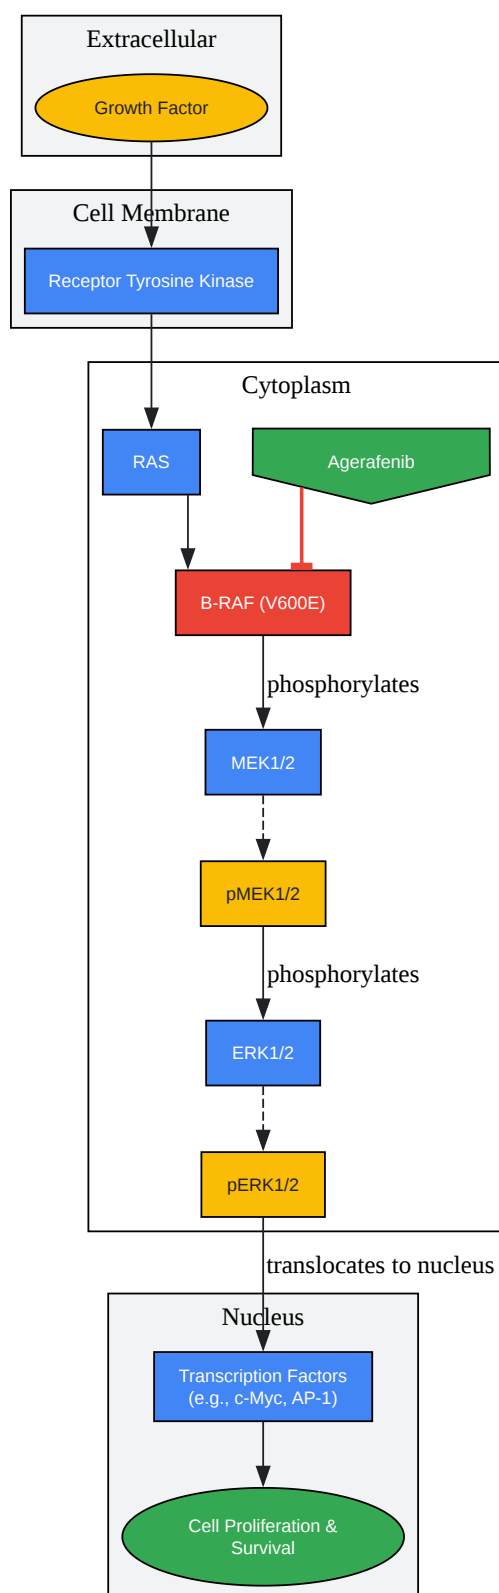 Extracellular
Growth Factor
Cell Membrane
Receptor Tyrosine Kinase
Cytoplasm
RAS
Agerafenib
B-RAF (V600E)
phosphorylates
MEK1/2
pMEK1/2
phosphorylates
ERK1/2
pERK1/2
translocates to nucleus
Nucleus
Transcription Factors
(e.g., c-Myc, AP-1)
Cell Proliferation &
Survival